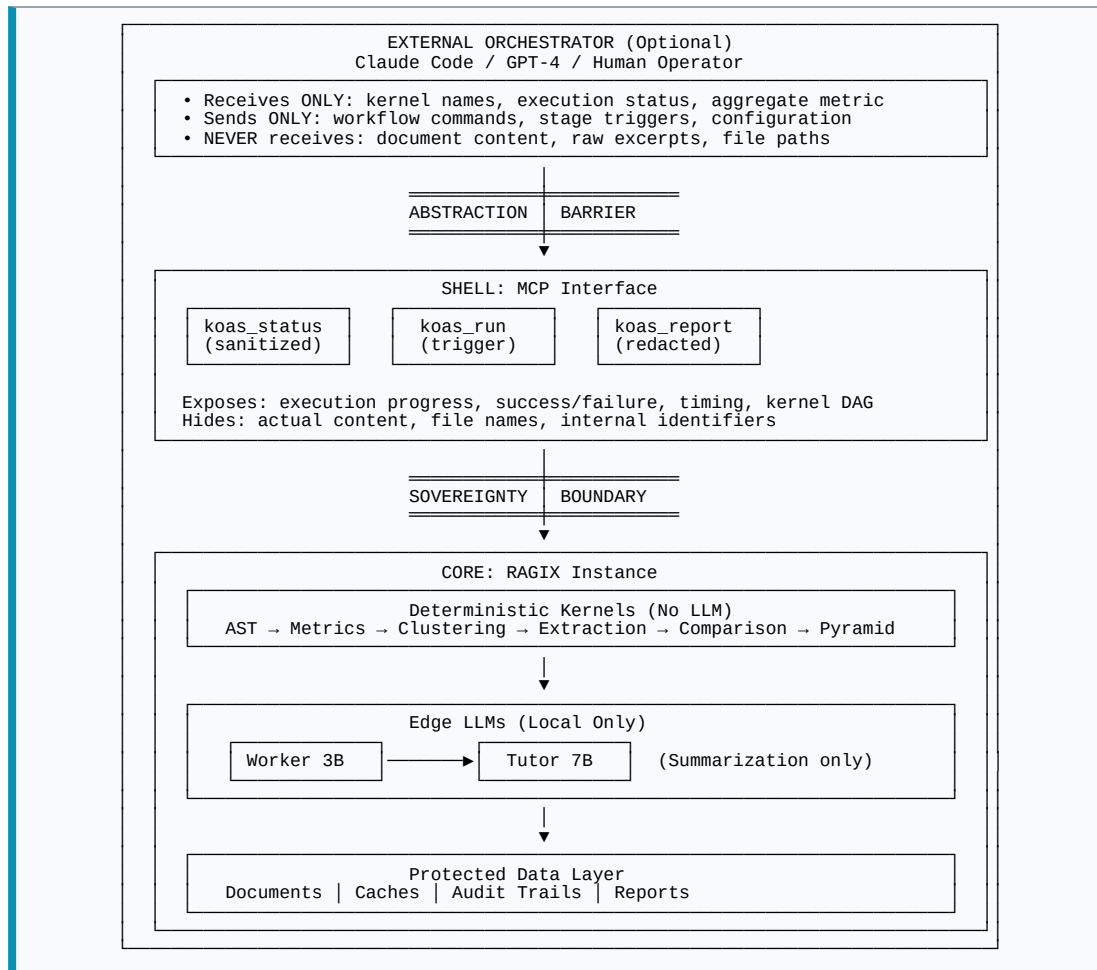 EXTERNAL ORCHESTRATOR (Optional)
Claude Code / GPT-4 / Human Operator
• Receives ONLY: kernel names, execution status, aggregate metric
• Sends ONLY: workflow commands, stage triggers, configuration
• NEVER receives: document content, raw excerpts, file paths
ABSTRACTION BARRIER
SHELL: MCP Interface
koas_status koas_run koas_report
(sanitized) (trigger) (redacted)
Exposes: execution progress, success/failure, timing, kernel DAG
Hides: actual content, file names, internal identifiers
SOVEREIGNTY BOUNDARY
CORE: RAGIX Instance
Deterministic Kernels (No LLM)
AST → Metrics → Clustering → Extraction → Comparison → Pyramid
Edge LLMs (Local Only)
Worker 3B Tutor 7B (Summarization only)
Protected Data Layer
Documents │ Caches │ Audit Trails │ Reports